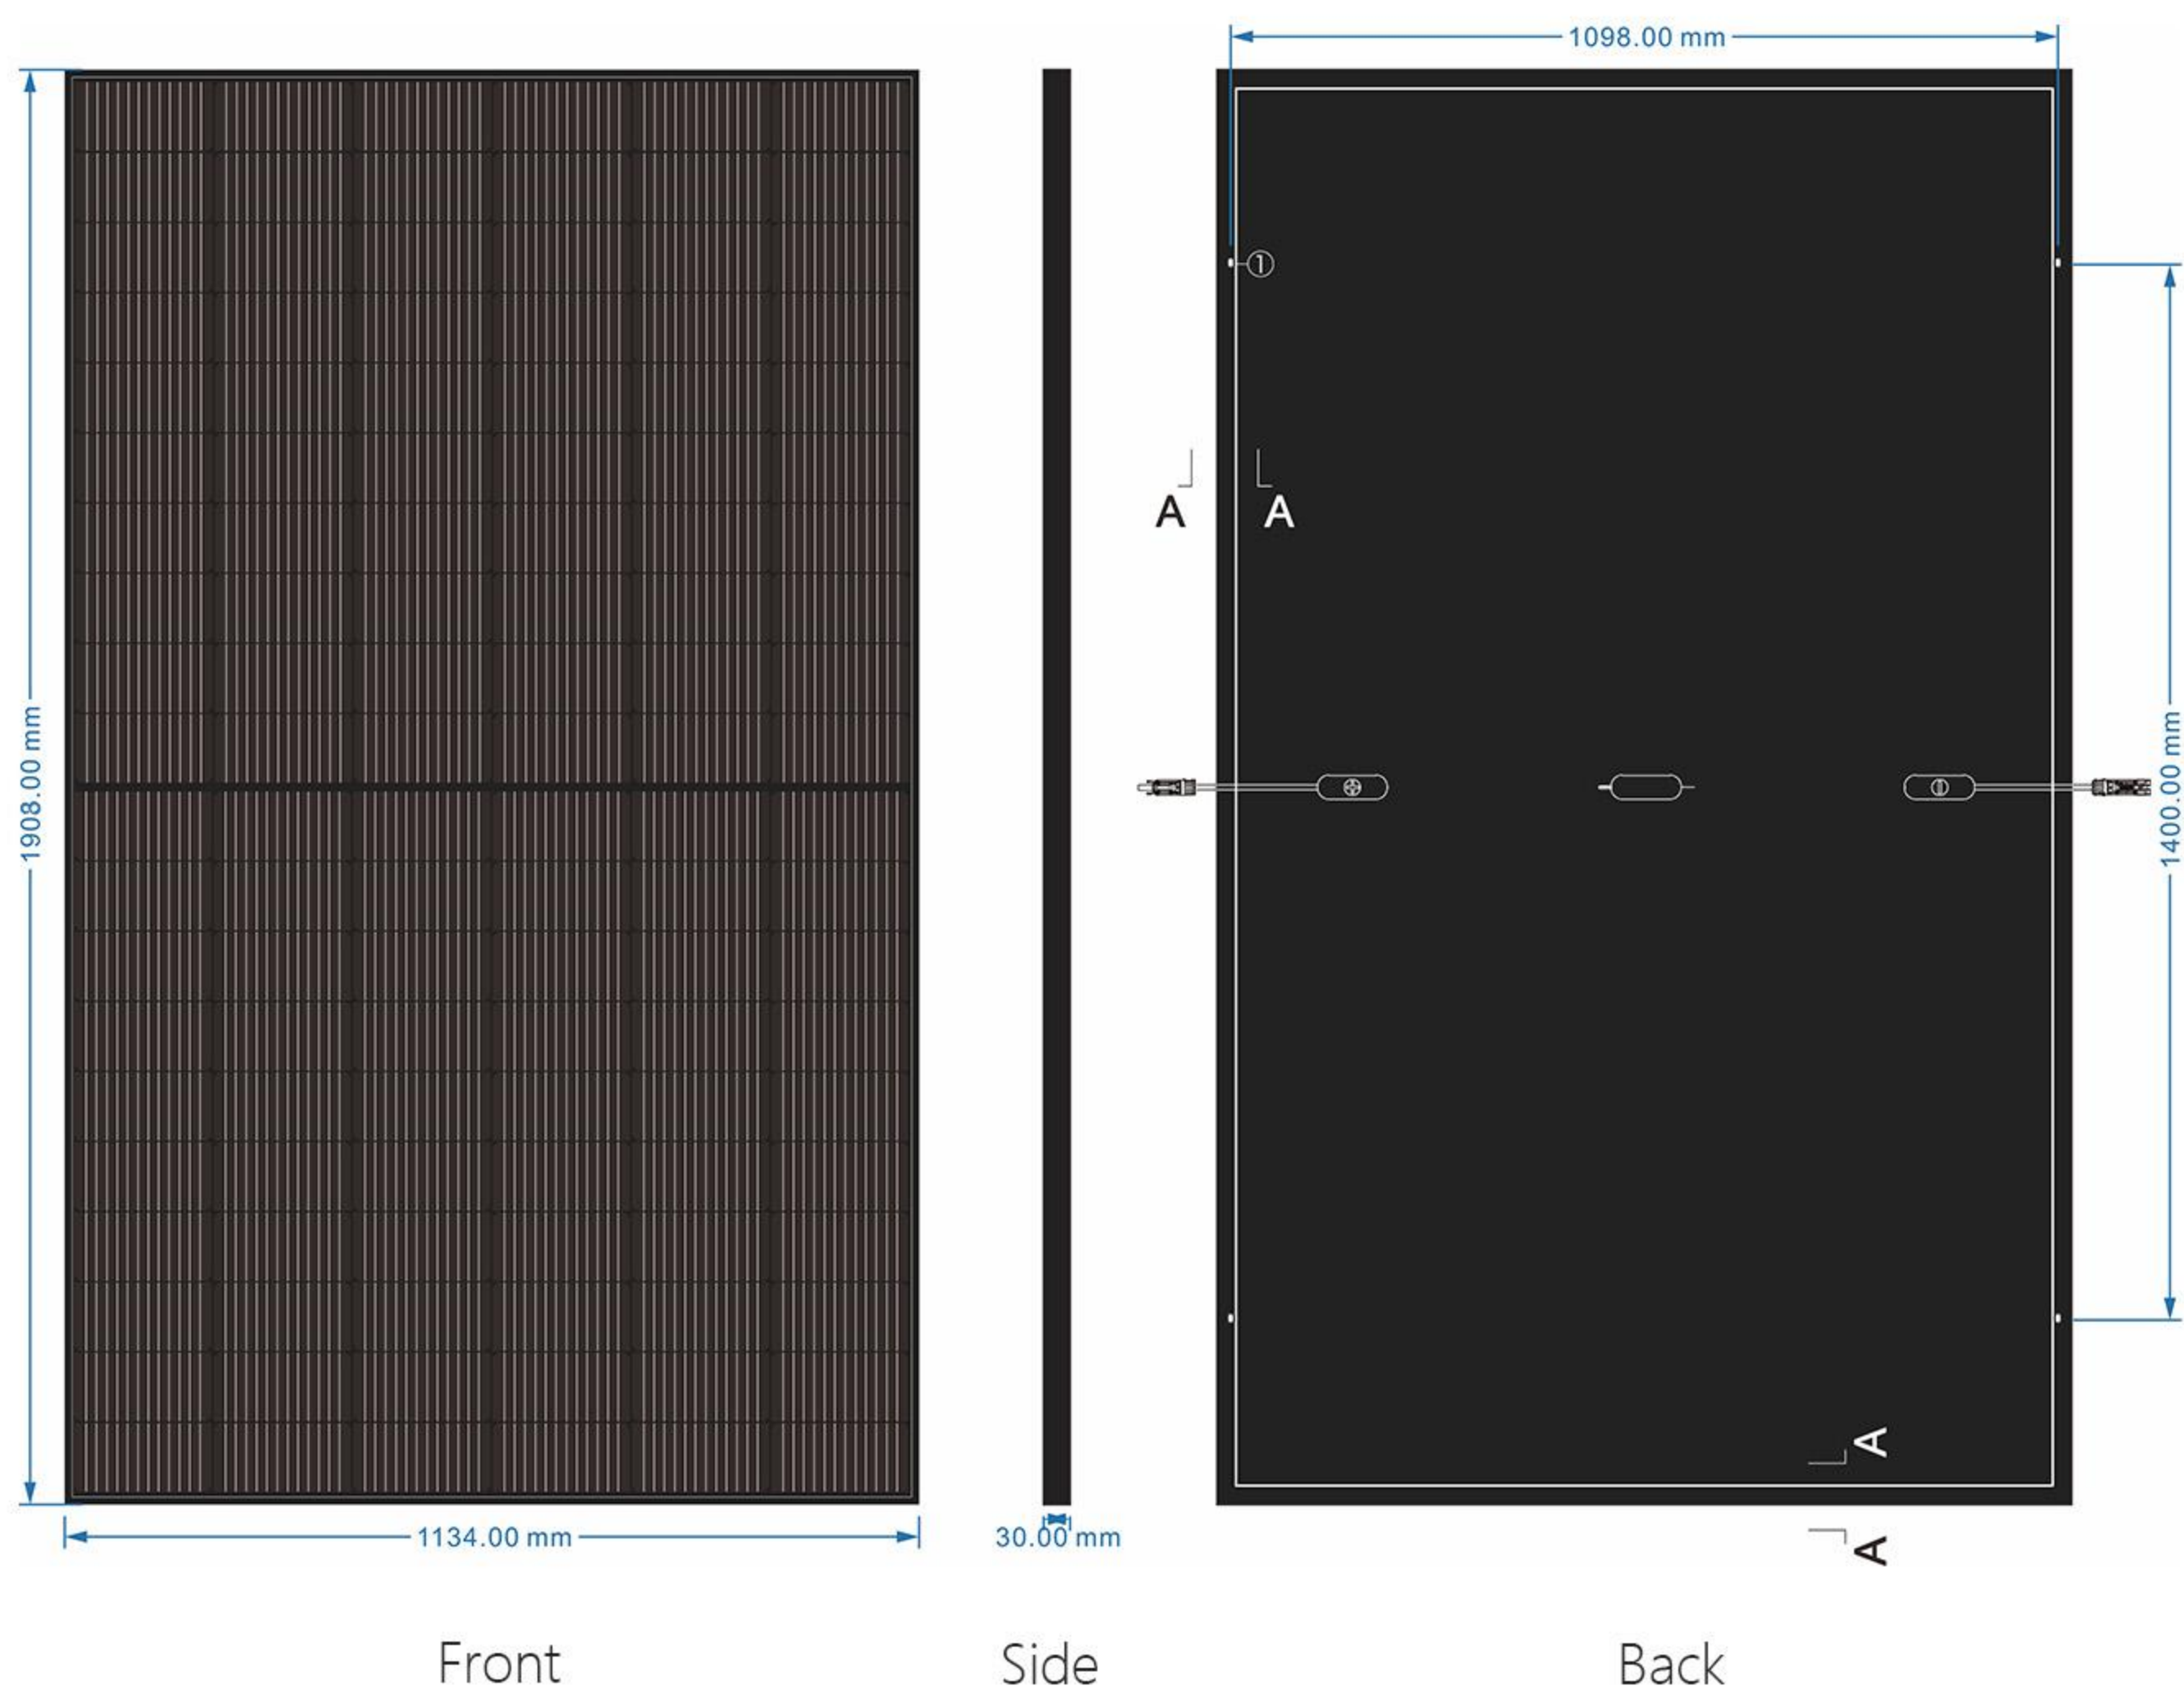 1098.00 mm
①
A
A
1908.00 mm
1400.00 mm
A
1134.00 mm
30.00 mm
A
Front
Side
Back